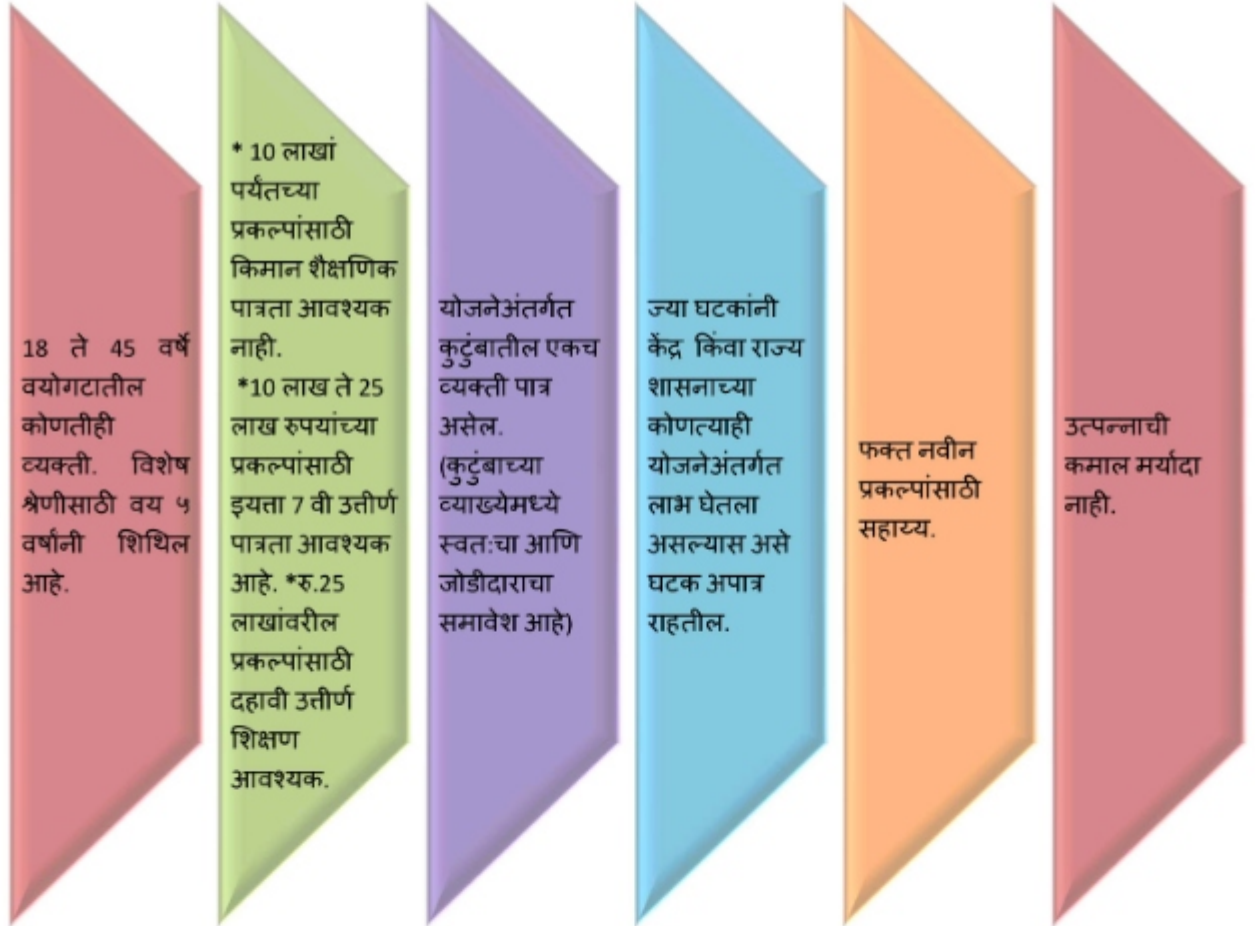 18 ते 45 वर्षे
वयोगटातील
कोणतीही
व्यक्ती. विशेष
श्रेणीसाठी वय ५
वर्षांनी शिथिल
आहे.
* 10 लाखां
पर्यंतच्या
प्रकल्पांसाठी
किमान शैक्षणिक
पात्रता आवश्यक
नाही.
*10 लाख ते 25
लाख रुपयांच्या
प्रकल्पांसाठी
इयत्ता 7 वी उत्तीर्ण
पात्रता आवश्यक
आहे. *रु.25
लाखांवरील
प्रकल्पांसाठी
दहावी उत्तीर्ण
शिक्षण
आवश्यक.
योजनेअंतर्गत
कुटुंबातील एकच
व्यक्ती पात्र
असेल.
(कुटुंबाच्या
व्याख्येमध्ये
स्वत:चा आणि
जोडीदाराचा
समावेश आहे)
ज्या घटकांनी
केंद्र किंवा राज्य
शासनाच्या
कोणत्याही
योजनेअंतर्गत
लाभ घेतला
असल्यास असे
घटक अपात्र
राहतील.
फक्त नवीन
प्रकल्पांसाठी
सहाय्य.
उत्पन्नाची
कमाल मर्यादा
नाही.